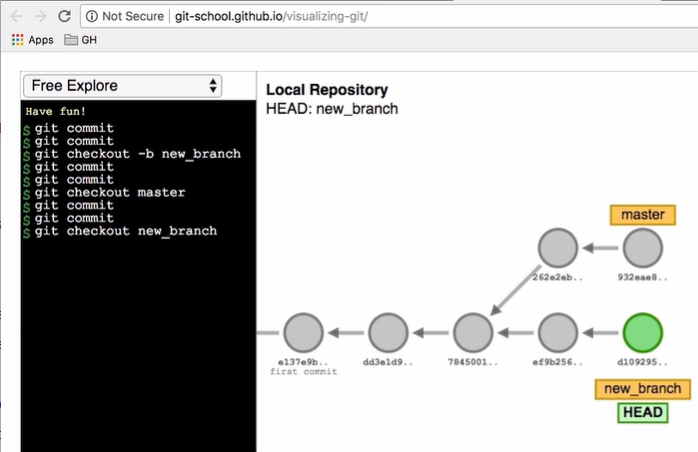 Not Secure | git-school.github.io/visualizing-git/
Apps GH
Free Explore
Have fun!
$ git commit
$ git commit
$ git checkout -b new_branch
$ git commit
$ git commit
$ git checkout master
$ git commit
$ git commit
$ git checkout new_branch
Local Repository
HEAD: new_branch
master
262e2eb.. 932eae8..
e137e9b.. dd3e1d9.. 7845001.. ef9b256.. d109295..
first commit
new_branch
HEAD